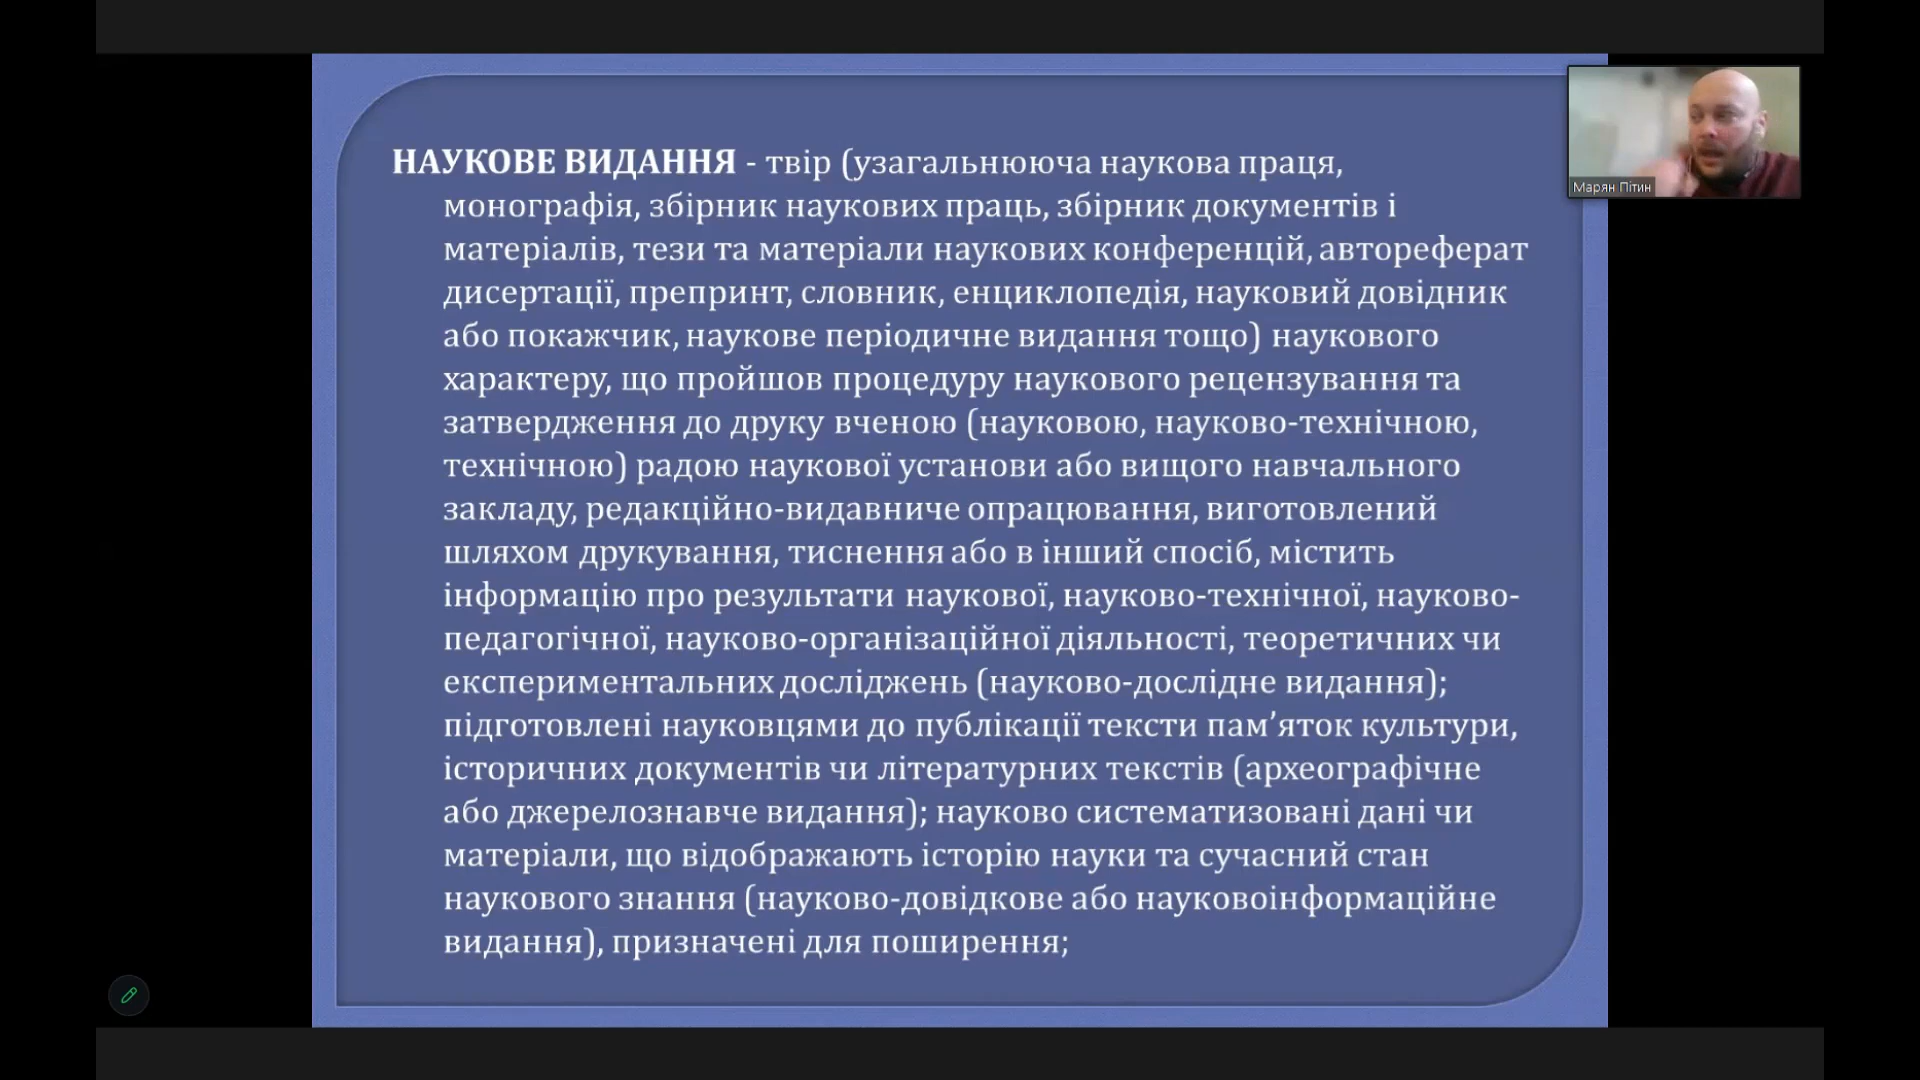 НАУКОВЕ ВИДАННЯ - твір (узагальнююча наукова праця,
монографія, збірник наукових праць, збірник документів і
матеріалів, тези та матеріали наукових конференцій, автореферат
дисертації, препринт, словник, енциклопедія, науковий довідник
або покажчик, наукове періодичне видання тощо) наукового
характеру, що пройшов процедуру наукового рецензування та
затвердження до друку вченою (науковою, науково-технічною,
технічною) радою наукової установи або вищого навчального
закладу, редакційно-видавниче опрацювання, виготовлений
шляхом друкування, тиснення або в інший спосіб, містить
інформацію про результати наукової, науково-технічної, науково-
педагогічної, науково-організаційної діяльності, теоретичних чи
експериментальних досліджень (науково-дослідне видання);
підготовлені науковцями до публікації тексти пам’яток культури,
історичних документів чи літературних текстів (археографічне
або джерелознавче видання); науково систематизовані дані чи
матеріали, що відображають історію науки та сучасний стан
наукового знання (науково-довідкове або науковоінформаційне
видання), призначені для поширення;
Марян Пітин